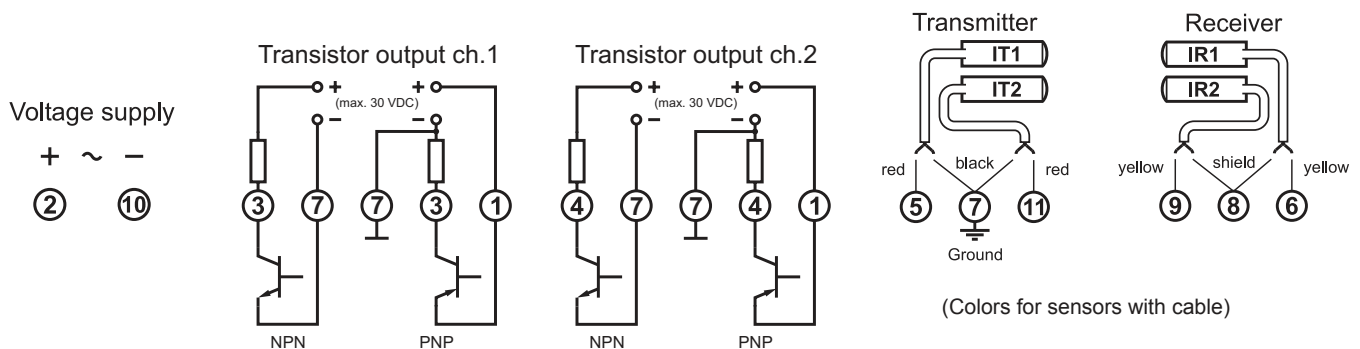 Voltage supply
+ ~ −
2 10
Transistor output ch.1
+ +
(max. 30 VDC)
− −
3 7 7 3 1
NPN PNP
Transistor output ch.2
+ +
(max. 30 VDC)
− −
4 7 7 4 1
NPN PNP
Transmitter
IT1
IT2
red black red
5 7 11
Ground
Receiver
IR1
IR2
yellow shield yellow
9 8 6
(Colors for sensors with cable)